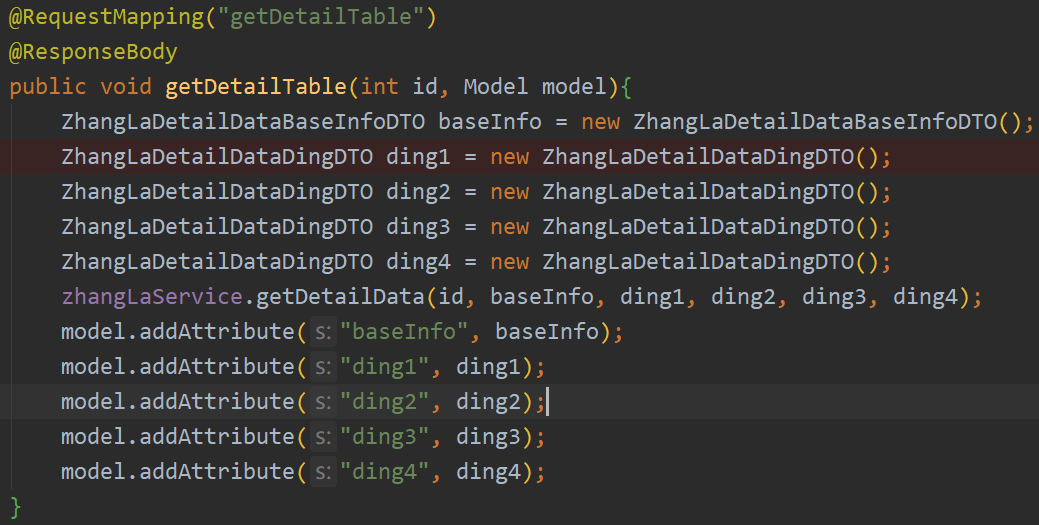 @RequestMapping("getDetailTable")
@ResponseBody
public void getDetailTable(int id, Model model){
    ZhangLaDetailDataBaseInfoDTO baseInfo = new ZhangLaDetailDataBaseInfoDTO();
    ZhangLaDetailDataDingDTO ding1 = new ZhangLaDetailDataDingDTO();
    ZhangLaDetailDataDingDTO ding2 = new ZhangLaDetailDataDingDTO();
    ZhangLaDetailDataDingDTO ding3 = new ZhangLaDetailDataDingDTO();
    ZhangLaDetailDataDingDTO ding4 = new ZhangLaDetailDataDingDTO();
    zhangLaService.getDetailData(id, baseInfo, ding1, ding2, ding3, ding4);
    model.addAttribute( s: "baseInfo", baseInfo);
    model.addAttribute( s: "ding1", ding1);
    model.addAttribute( s: "ding2", ding2);
    model.addAttribute( s: "ding3", ding3);
    model.addAttribute( s: "ding4", ding4);
}